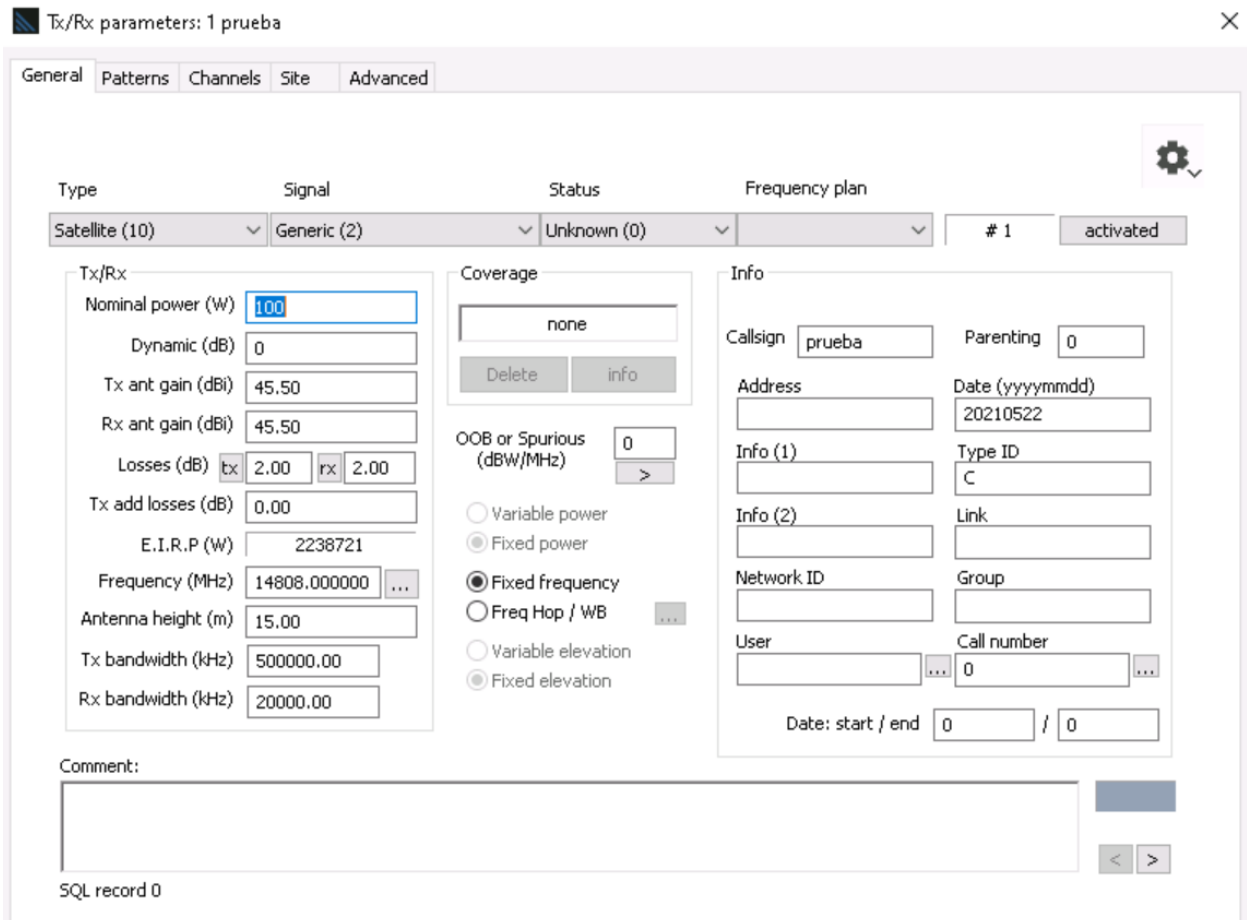 Tx/Rx parameters: 1 prueba
General Patterns Channels Site Advanced
Type Signal Status Frequency plan
Satellite (10) Generic (2) Unknown (0) # 1 activated
Tx/Rx
Nominal power (W) 100
Dynamic (dB) 0
Tx ant gain (dBi) 45.50
Rx ant gain (dBi) 45.50
Losses (dB) tx 2.00 rx 2.00
Tx add losses (dB) 0.00
E.I.R.P (W) 2238721
Frequency (MHz) 14808.000000 ...
Antenna height (m) 15.00
Tx bandwidth (kHz) 500000.00
Rx bandwidth (kHz) 20000.00
Coverage
none
Delete info
OOB or Spurious
(dBW/MHz) 0
>
Variable power
Fixed power
Fixed frequency
Freq Hop / WB ...
Variable elevation
Fixed elevation
Info
Callsign prueba Parenting 0
Address Date (yyyymmdd)
20210522
Info (1) Type ID
C
Info (2) Link
Network ID Group
User Call number
... 0 ...
Date: start / end 0 / 0
Comment:
< >
SQL record 0